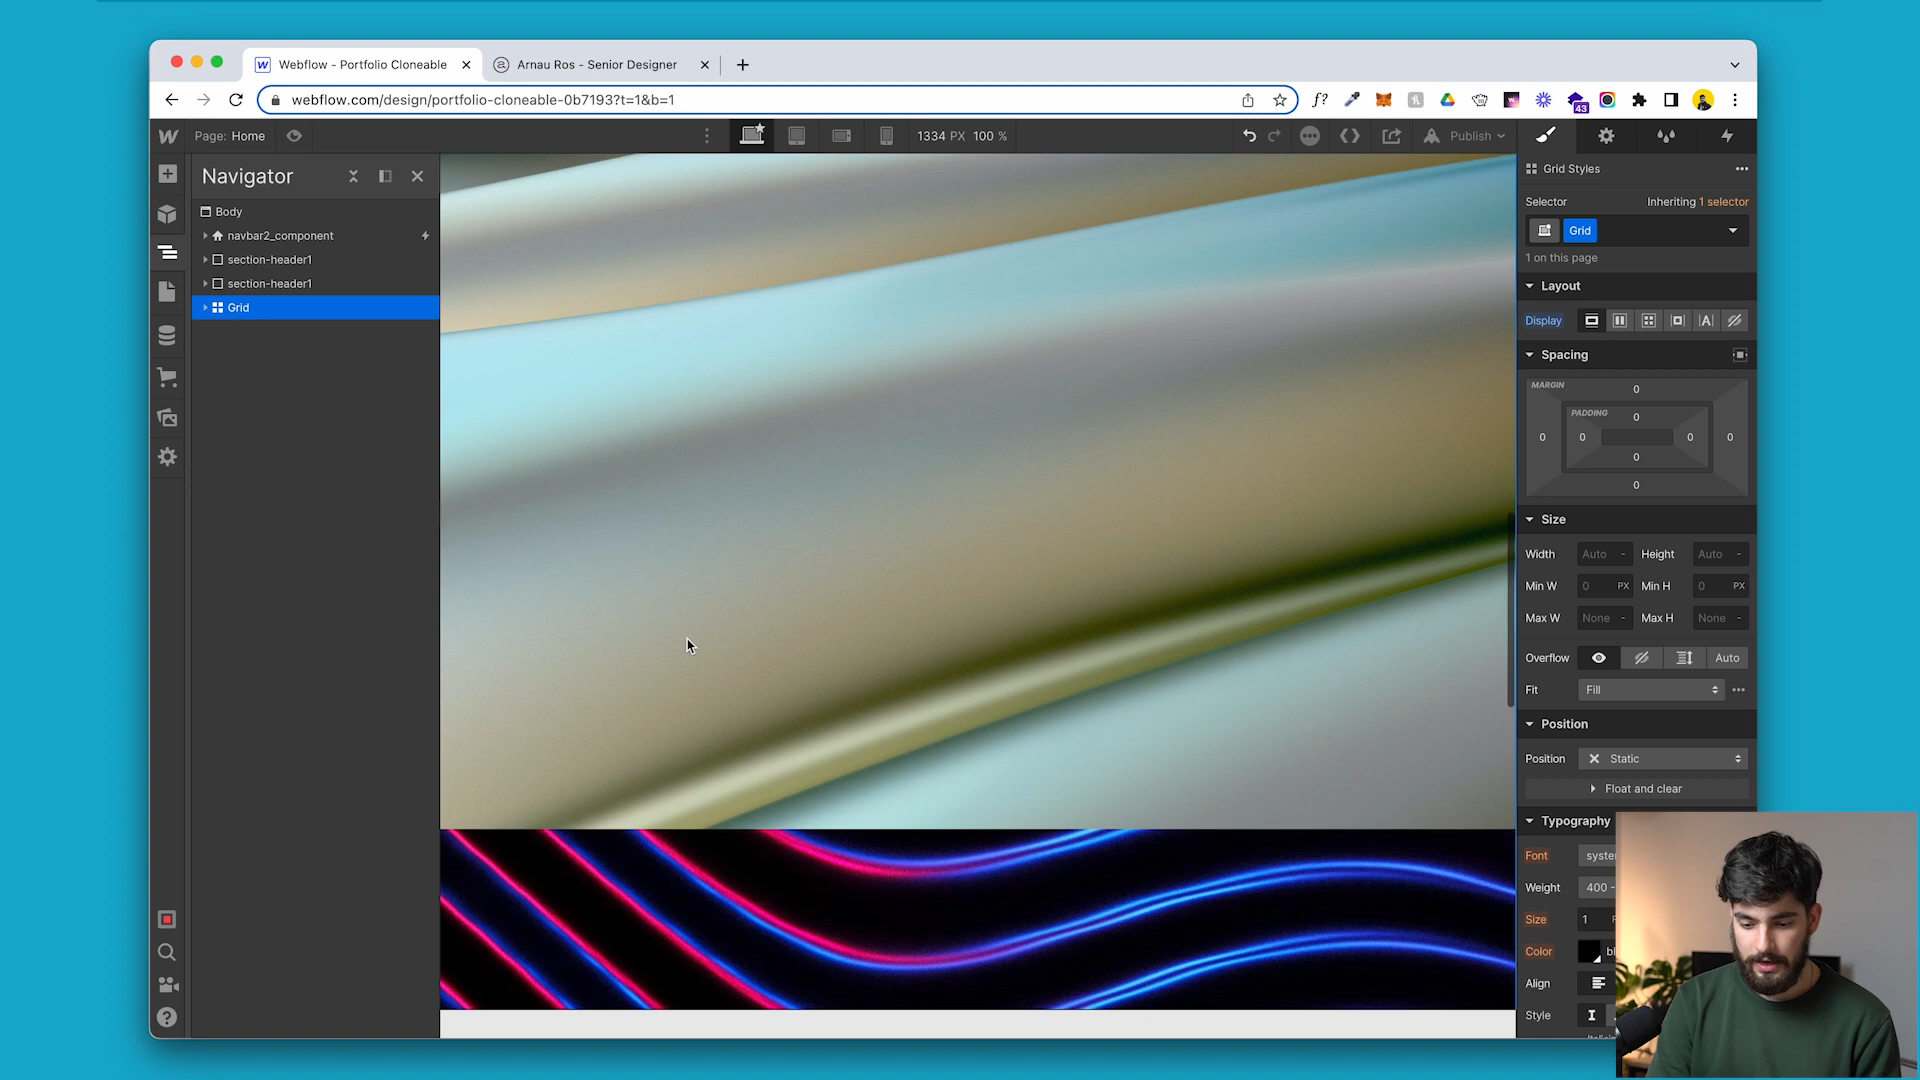 Webflow - Portfolio Cloneable
Arnau Ros - Senior Designer
webflow.com/design/portfolio-cloneable-0b7193?t=1&b=1
f?
43
Page: Home
1334 PX 100 %
Publish
Navigator
Body
navbar2_component
section-header1
section-header1
Grid
Grid Styles
Selector
Inheriting 1 selector
Grid
1 on this page
Layout
Display
Spacing
MARGIN
0
PADDING
0
0
0
0
0
0
0
Size
Width
Auto
-
Height
Auto
-
Min W
0
PX
Min H
0
PX
Max W
None
-
Max H
None
-
Overflow
Auto
Fit
Fill
Position
Position
Static
Float and clear
Typography
Font
syste
Weight
400 -
Size
1
Color
bl
Align
Style
I